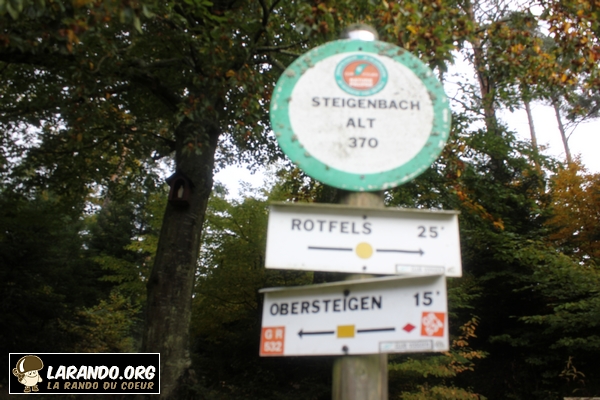 STEIGENBACH
ALT
370
ROTFELS 25'
OBERSTEIGEN 15'
GR
532
LARANDO.ORG
LA RANDO DU COEUR